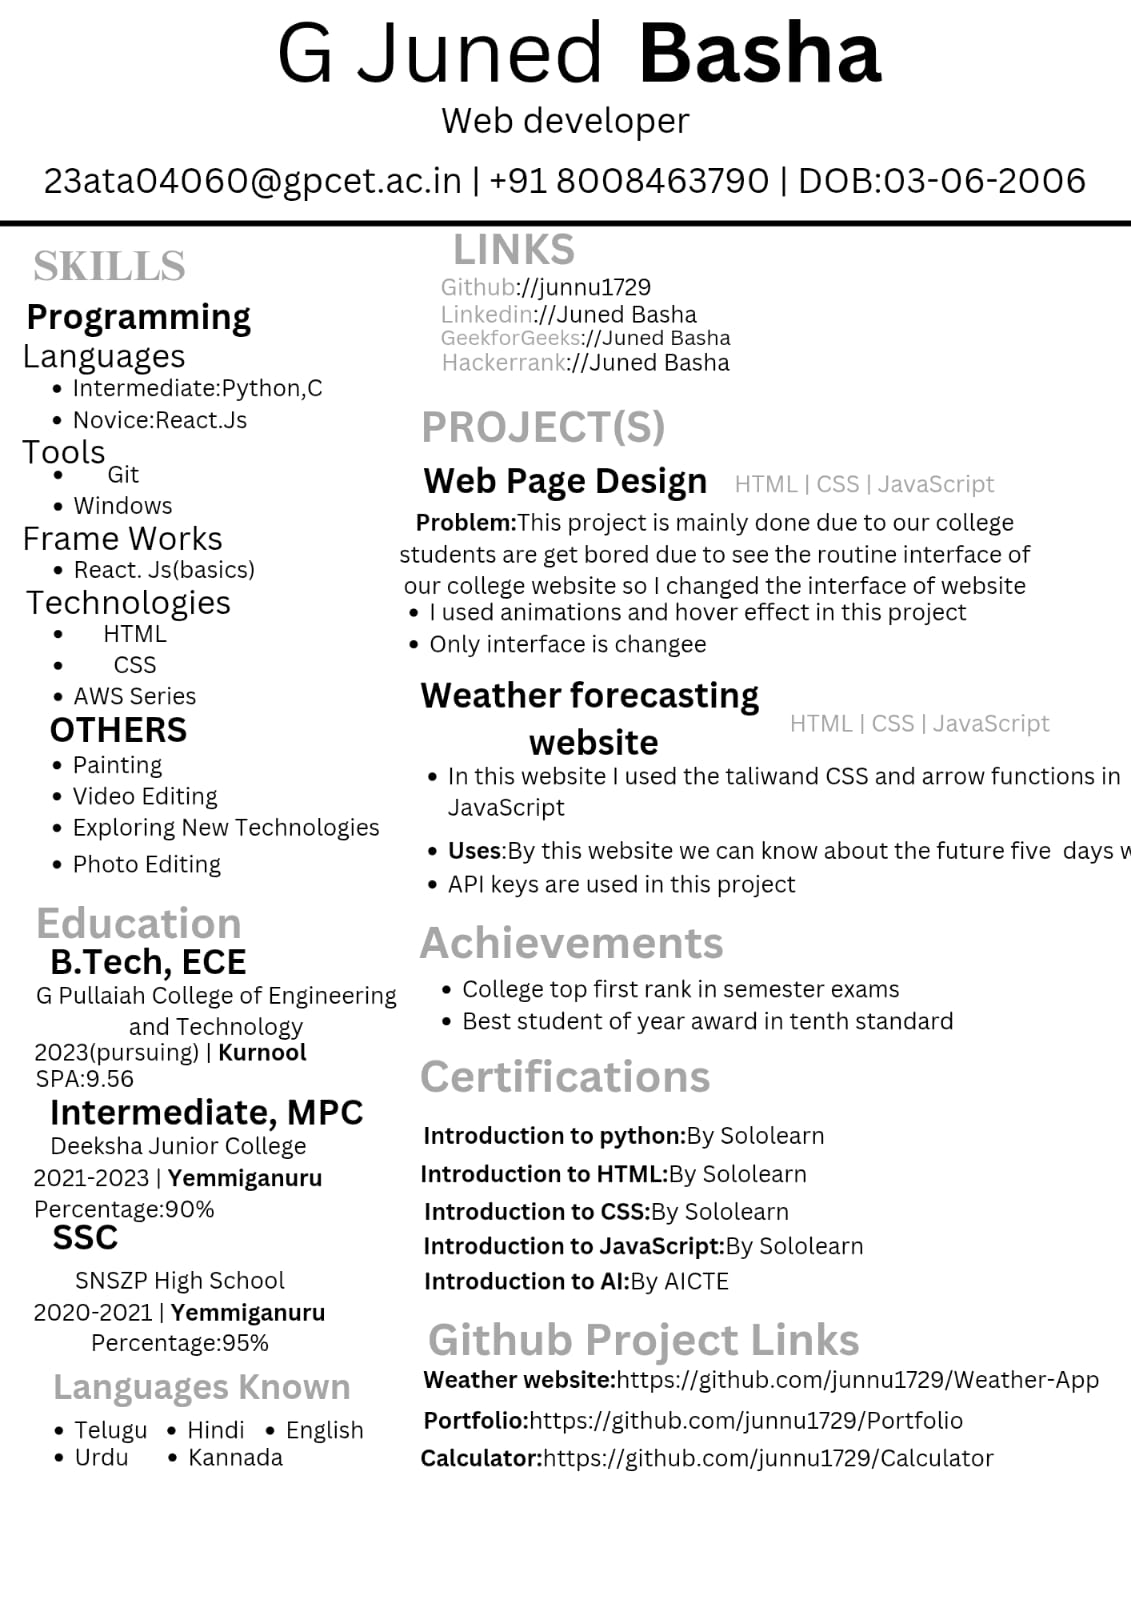 G Juned Basha
Web developer
23ata04060@gpcet.ac.in | +91 8008463790 | DOB:03-06-2006
SKILLS
Programming
Languages
• Intermediate:Python,C
• Novice:React.Js
Tools
• Git
• Windows
Frame Works
• React. Js(basics)
Technologies
• HTML
• CSS
• AWS Series
OTHERS
• Painting
• Video Editing
• Exploring New Technologies
• Photo Editing
Education
B.Tech, ECE
G Pullaiah College of Engineering
and Technology
2023(pursuing) | Kurnool
SPA:9.56
Intermediate, MPC
Deeksha Junior College
2021-2023 | Yemmiganuru
Percentage:90%
SSC
SNSZP High School
2020-2021 | Yemmiganuru
Percentage:95%
Languages Known
• Telugu • Hindi • English
• Urdu • Kannada
LINKS
Github://junnu1729
Linkedin://Juned Basha
GeekforGeeks://Juned Basha
Hackerrank://Juned Basha
PROJECT(S)
Web Page Design HTML | CSS | JavaScript
Problem:This project is mainly done due to our college
students are get bored due to see the routine interface of
our college website so I changed the interface of website
• I used animations and hover effect in this project
• Only interface is changee
Weather forecasting
website HTML | CSS | JavaScript
• In this website I used the taliwand CSS and arrow functions in
JavaScript
• Uses:By this website we can know about the future five days
• API keys are used in this project
Achievements
• College top first rank in semester exams
• Best student of year award in tenth standard
Certifications
Introduction to python:By Sololearn
Introduction to HTML:By Sololearn
Introduction to CSS:By Sololearn
Introduction to JavaScript:By Sololearn
Introduction to AI:By AICTE
Github Project Links
Weather website:https://github.com/junnu1729/Weather-App
Portfolio:https://github.com/junnu1729/Portfolio
Calculator:https://github.com/junnu1729/Calculator